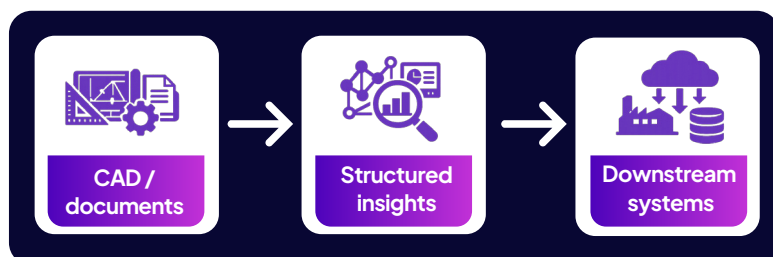 CAD /
documents
Structured
insights
Downstream
systems